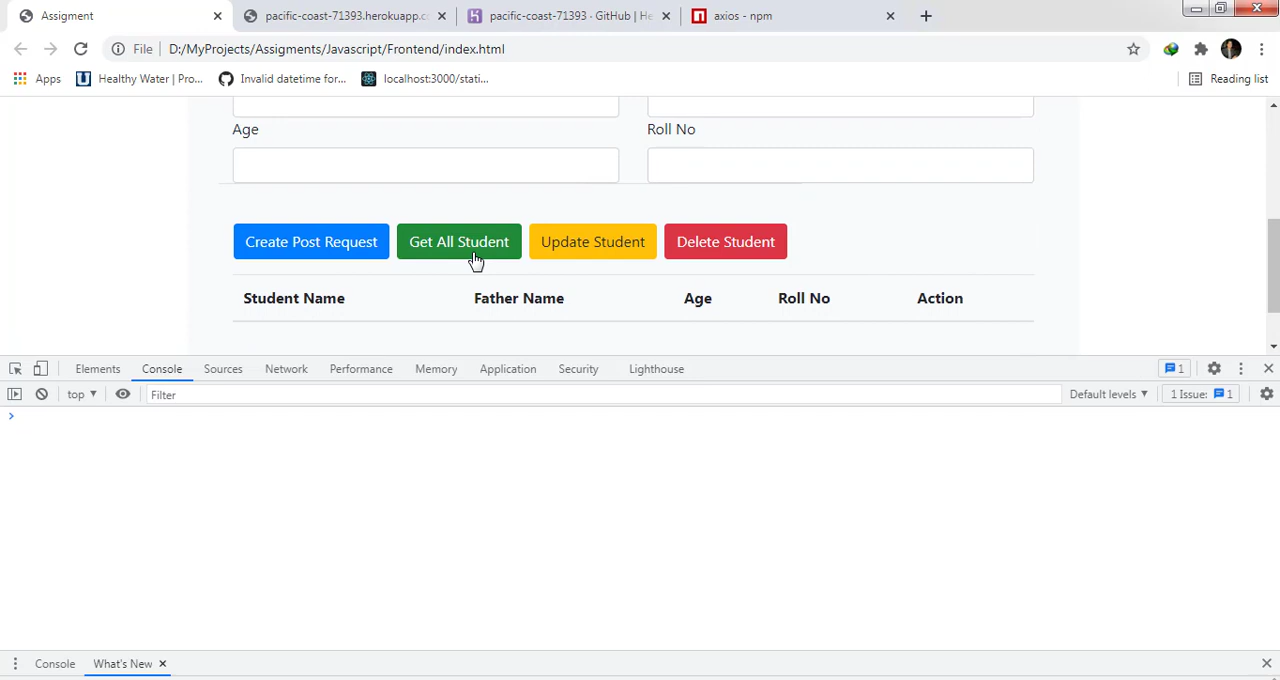 Assigment
pacific-coast-71393.herokuapp.c
pacific-coast-71393 · GitHub | He
axios - npm
File
D:/MyProjects/Assigments/Javascript/Frontend/index.html
Apps
Healthy Water | Pro...
Invalid datetime for...
localhost:3000/stati...
Reading list
Age
Roll No
Create Post Request
Get All Student
Update Student
Delete Student
Student Name
Father Name
Age
Roll No
Action
Elements
Console
Sources
Network
Performance
Memory
Application
Security
Lighthouse
1
top
Filter
Default levels
1 Issue:
1
Console
What's New